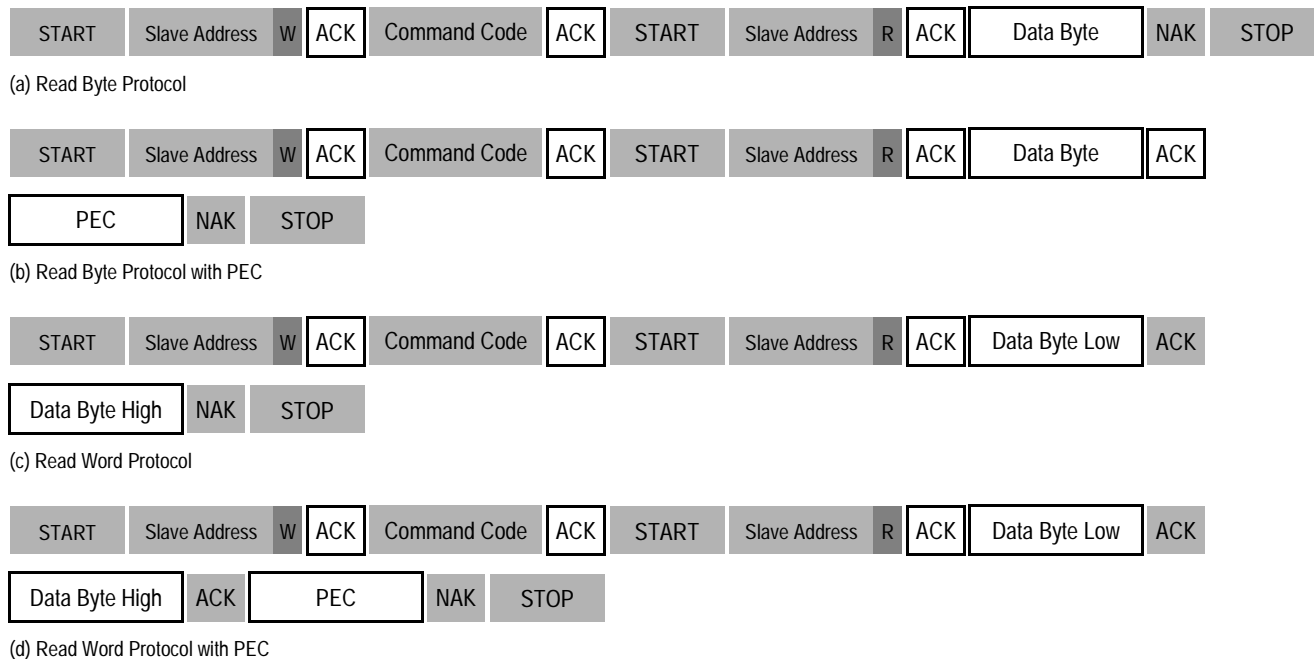 START Slave Address W ACK Command Code ACK START Slave Address R ACK Data Byte NAK STOP
(a) Read Byte Protocol
START Slave Address W ACK Command Code ACK START Slave Address R ACK Data Byte ACK
PEC NAK STOP
(b) Read Byte Protocol with PEC
START Slave Address W ACK Command Code ACK START Slave Address R ACK Data Byte Low ACK
Data Byte High NAK STOP
(c) Read Word Protocol
START Slave Address W ACK Command Code ACK START Slave Address R ACK Data Byte Low ACK
Data Byte High ACK PEC NAK STOP
(d) Read Word Protocol with PEC